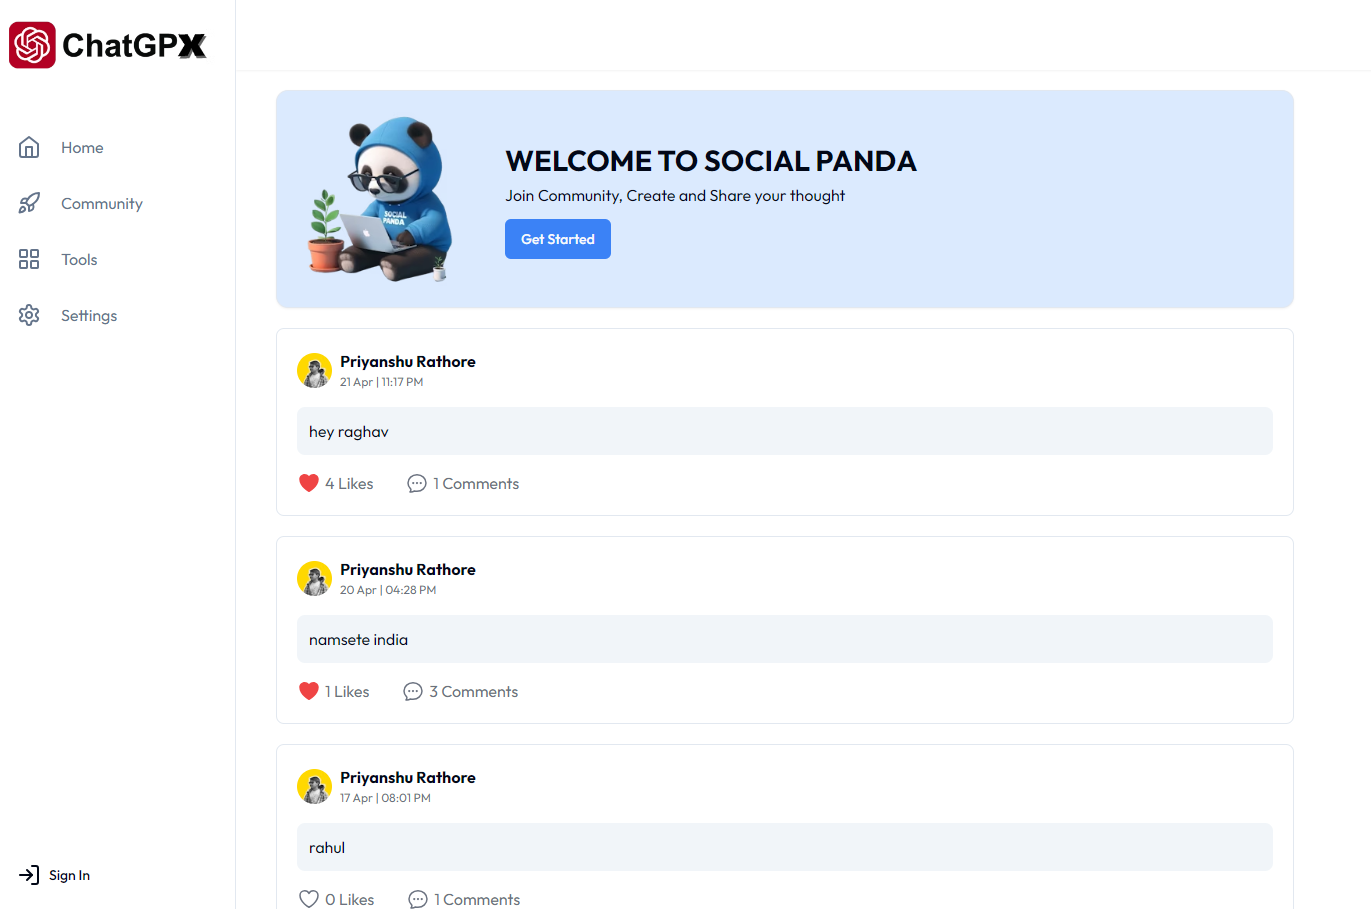 ChatGPX
Home
Community
Tools
Settings
Sign In
SOCIAL
PANDA
WELCOME TO SOCIAL PANDA
Join Community, Create and Share your thought
Get Started
Priyanshu Rathore
21 Apr | 11:17 PM
hey raghav
4 Likes 1 Comments
Priyanshu Rathore
20 Apr | 04:28 PM
namsete india
1 Likes 3 Comments
Priyanshu Rathore
17 Apr | 08:01 PM
rahul
0 Likes 1 Comments